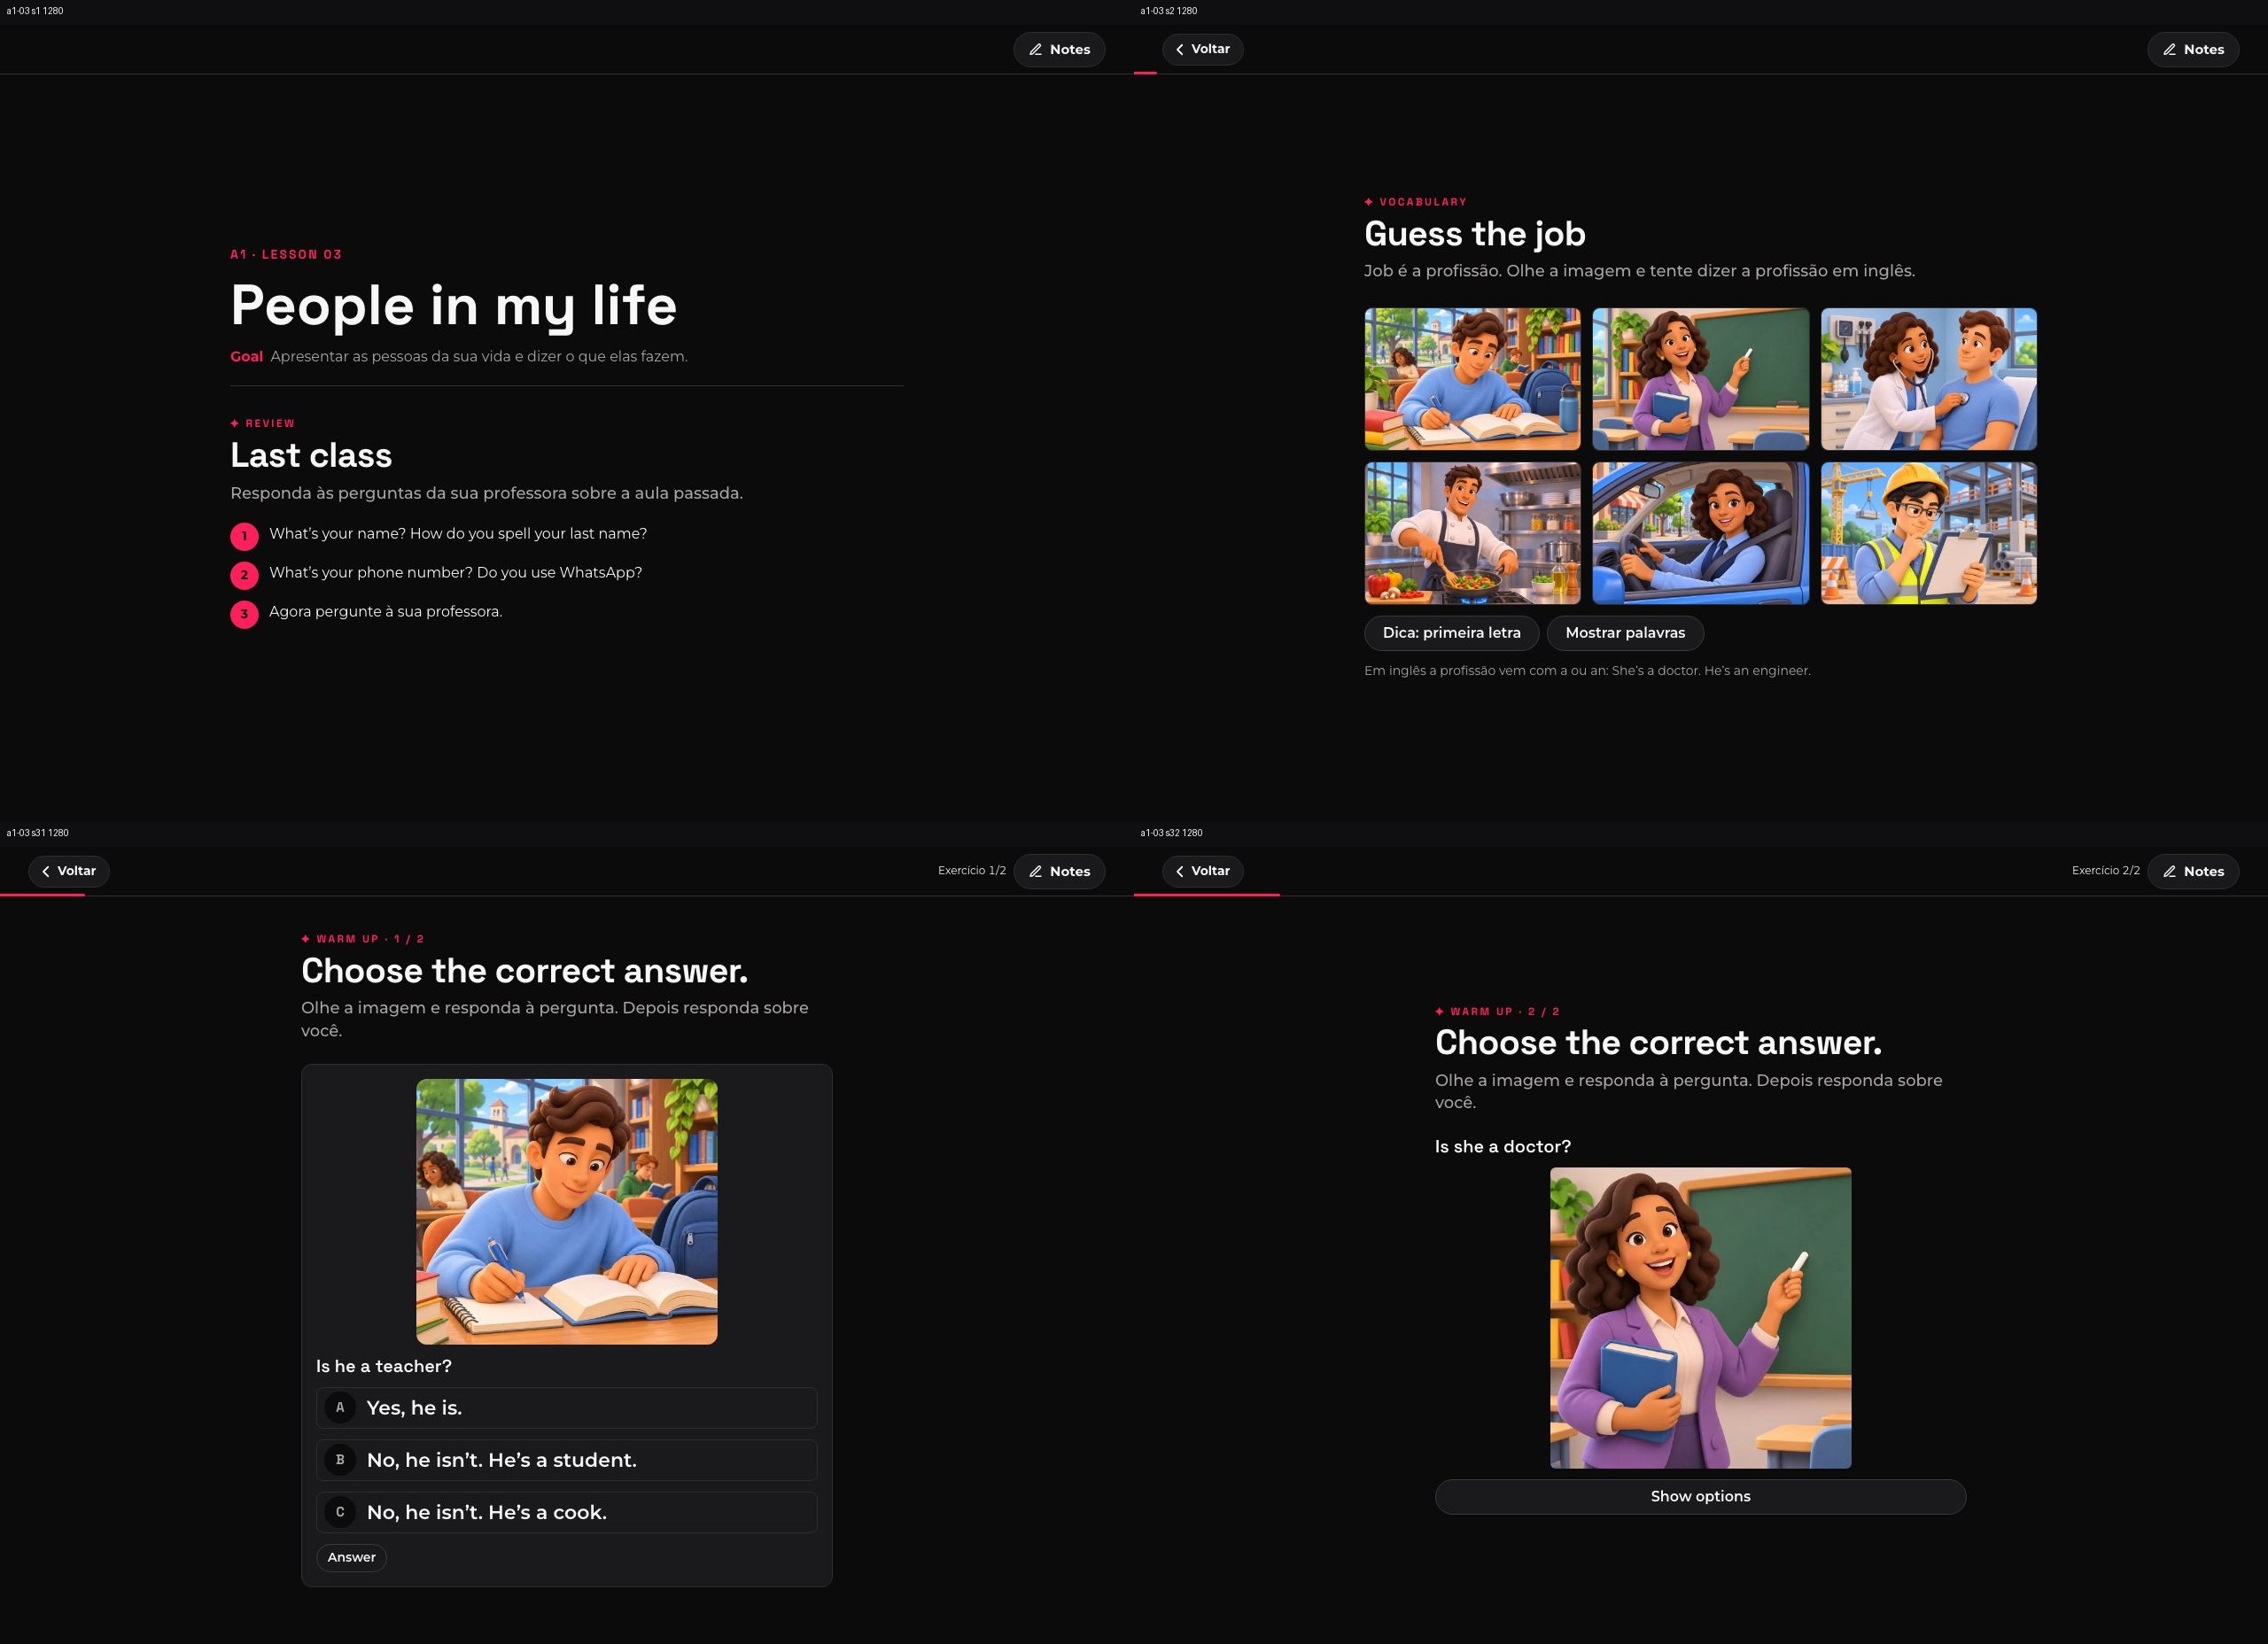 a1-03 s1 1280
Notes
A1 · LESSON 03
People in my life
Goal Apresentar as pessoas da sua vida e dizer o que elas fazem.
✦ REVIEW
Last class
Responda às perguntas da sua professora sobre a aula passada.
1 What’s your name? How do you spell your last name?
2 What’s your phone number? Do you use WhatsApp?
3 Agora pergunte à sua professora.
a1-03 s2 1280
Voltar
Notes
✦ VOCABULARY
Guess the job
Job é a profissão. Olhe a imagem e tente dizer a profissão em inglês.
Dica: primeira letra
Mostrar palavras
Em inglês a profissão vem com a ou an: She’s a doctor. He’s an engineer.
a1-03 s31 1280
Voltar
Exercício 1/2
Notes
✦ WARM UP · 1 / 2
Choose the correct answer.
Olhe a imagem e responda à pergunta. Depois responda sobre
você.
Is he a teacher?
A Yes, he is.
B No, he isn’t. He’s a student.
C No, he isn’t. He’s a cook.
Answer
a1-03 s32 1280
Voltar
Exercício 2/2
Notes
✦ WARM UP · 2 / 2
Choose the correct answer.
Olhe a imagem e responda à pergunta. Depois responda sobre
você.
Is she a doctor?
Show options